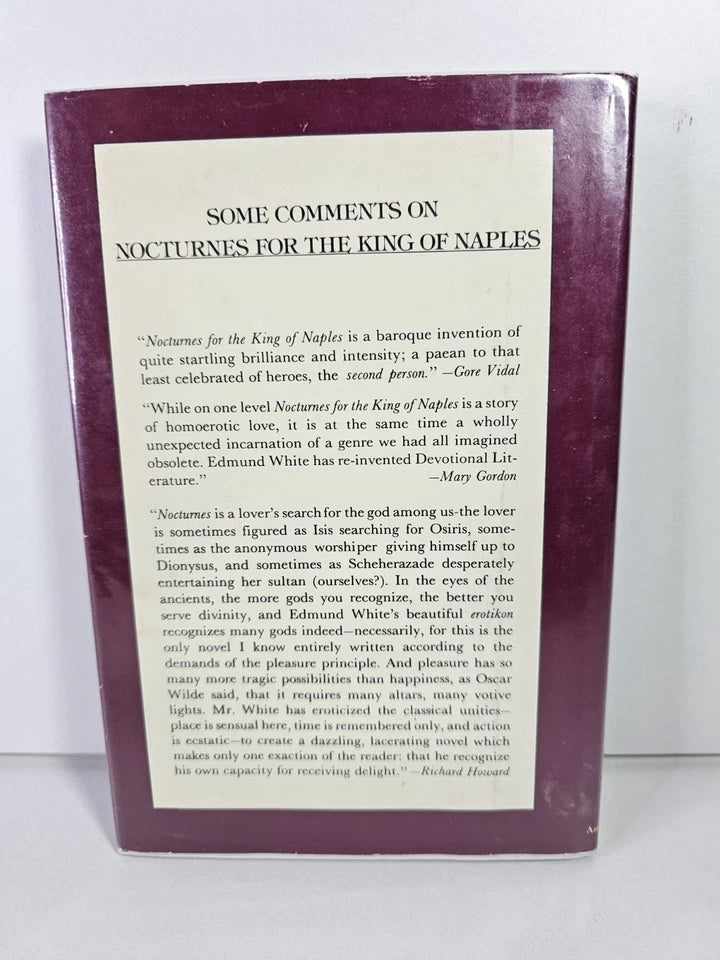 SOME COMMENTS ON
NOCTURNES FOR THE KING OF NAPLES
“Nocturnes for the King of Naples is a baroque invention of
quite startling brilliance and intensity; a paean to that
least celebrated of heroes, the second person.” —Gore Vidal
“While on one level Nocturnes for the King of Naples is a story
of homoerotic love, it is at the same time a wholly
unexpected incarnation of a genre we had all imagined
obsolete. Edmund White has re-invented Devotional Lit-
erature.” —Mary Gordon
“Nocturnes is a lover’s search for the god among us-the lover
is sometimes figured as Isis searching for Osiris, some-
times as the anonymous worshiper giving himself up to
Dionysus, and sometimes as Scheherazade desperately
entertaining her sultan (ourselves?). In the eyes of the
ancients, the more gods you recognize, the better you
serve divinity, and Edmund White’s beautiful erotikon
recognizes many gods indeed—necessarily, for this is the
only novel I know entirely written according to the
demands of the pleasure principle. And pleasure has so
many more tragic possibilities than happiness, as Oscar
Wilde said, that it requires many altars, many votive
lights. Mr. White has eroticized the classical unities—
place is sensual here, time is remembered only, and action
is ecstatic—to create a dazzling, lacerating novel which
makes only one exaction of the reader: that he recognize
his own capacity for receiving delight.” —Richard Howard